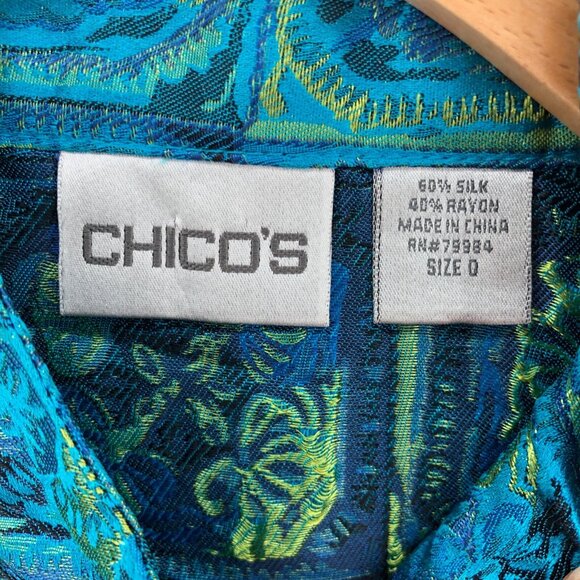 CHICO'S
60% SILK
40% RAYON
MADE IN CHINA
RN#79984
SIZE 0